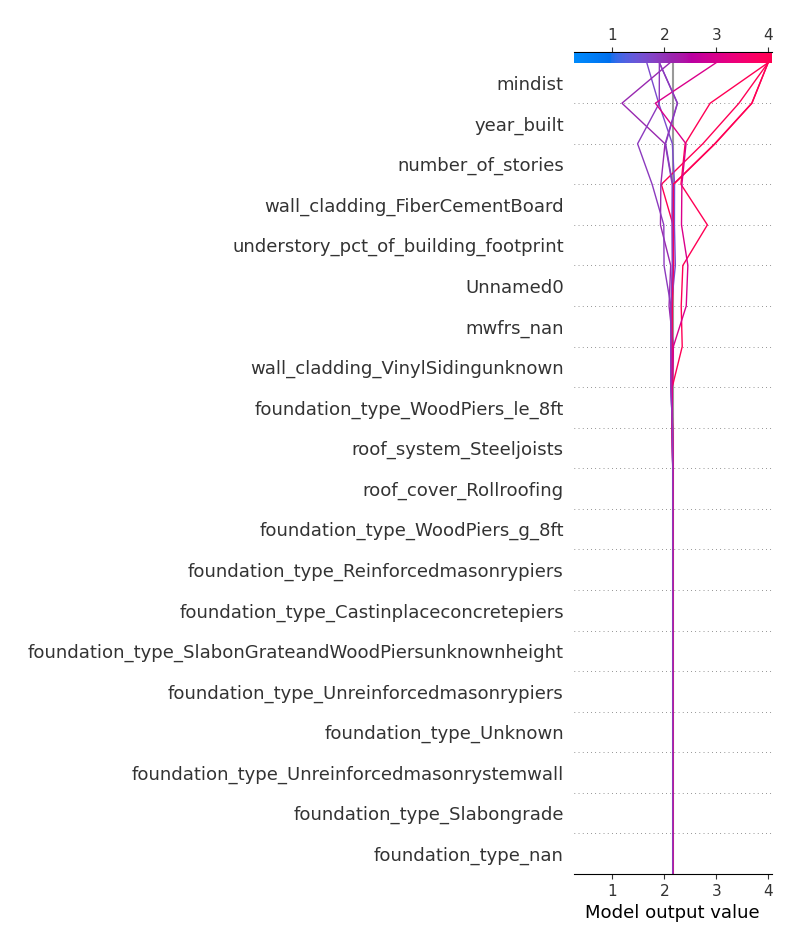 1 2 3 4
mindist
year_built
number_of_stories
wall_cladding_FiberCementBoard
understory_pct_of_building_footprint
Unnamed0
mwfrs_nan
wall_cladding_VinylSidingunknown
foundation_type_WoodPiers_le_8ft
roof_system_Steeljoists
roof_cover_Rollroofing
foundation_type_WoodPiers_g_8ft
foundation_type_Reinforcedmasonrypiers
foundation_type_Castinplaceconcretepiers
foundation_type_SlabonGrateandWoodPiersunknownheight
foundation_type_Unreinforcedmasonrypiers
foundation_type_Unknown
foundation_type_Unreinforcedmasonrystemwall
foundation_type_Slabongrade
foundation_type_nan
1 2 3 4
Model output value